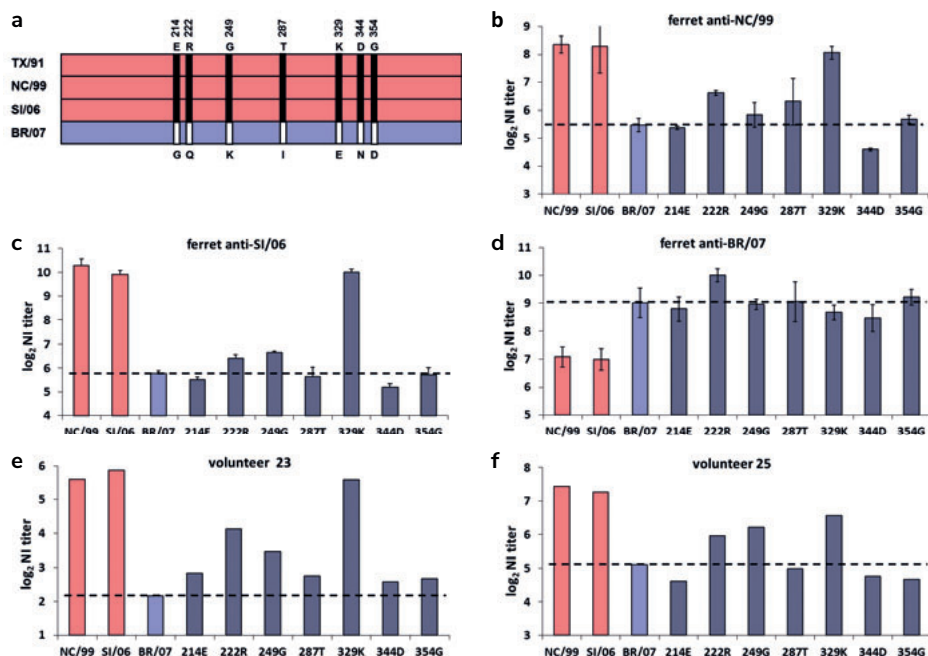 a
214 222 249 287 329 344 354
E R G T K D G
TX/91
NC/99
SI/06
BR/07
G Q K I E N D
b
ferret anti-NC/99
log2 NI titer
9
8
7
6
5
4
3
NC/99 SI/06 BR/07 214E 222R 249G 287T 329K 344D 354G
c
ferret anti-SI/06
log2 NI titer
11
10
9
8
7
6
5
4
NC/99 SI/06 BR/07 214E 222R 249G 287T 329K 344D 354G
d
ferret anti-BR/07
log2 NI titer
11
10
9
8
7
6
5
NC/99 SI/06 BR/07 214E 222R 249G 287T 329K 344D 354G
e
volunteer 23
log2 NI titer
6
5
4
3
2
1
NC/99 SI/06 BR/07 214E 222R 249G 287T 329K 344D 354G
f
volunteer 25
log2 NI titer
8
7
6
5
4
3
NC/99 SI/06 BR/07 214E 222R 249G 287T 329K 344D 354G